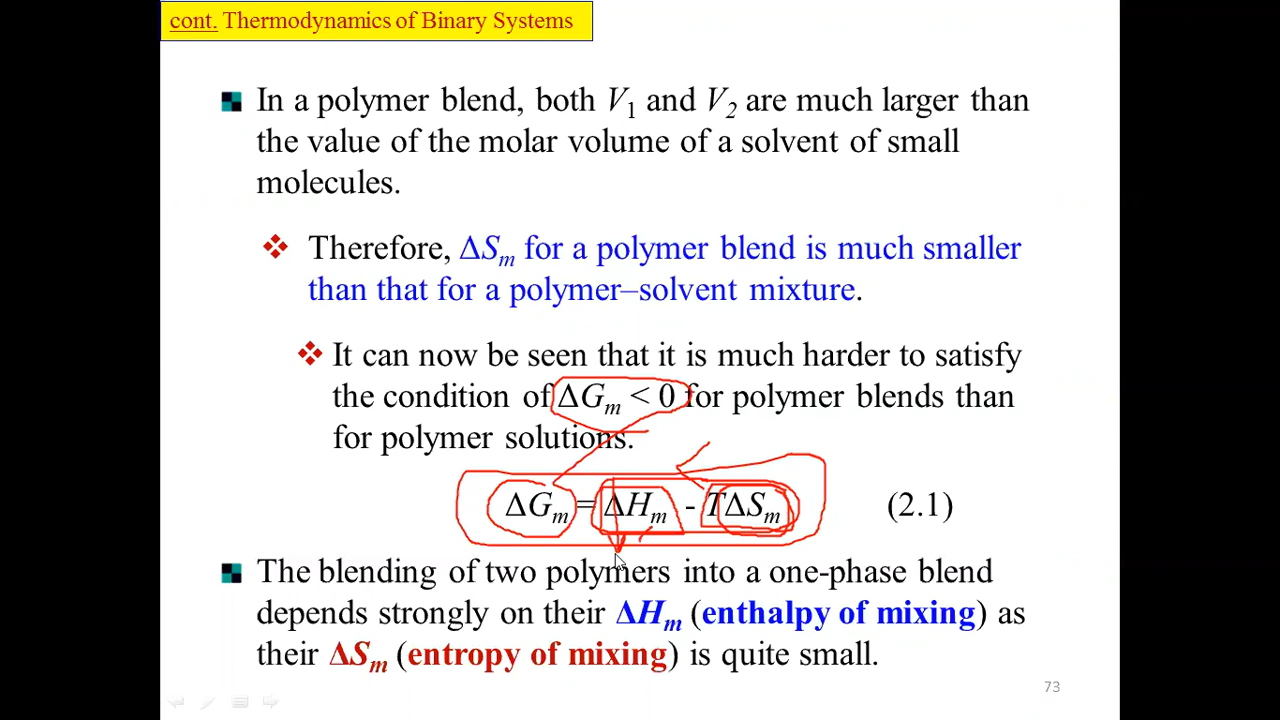 cont. Thermodynamics of Binary Systems
In a polymer blend, both V₁ and V₂ are much larger than
the value of the molar volume of a solvent of small
molecules.
Therefore, ΔSₘ for a polymer blend is much smaller
than that for a polymer–solvent mixture.
It can now be seen that it is much harder to satisfy
the condition of ΔGₘ < 0 for polymer blends than
for polymer solutions.
ΔGₘ = ΔHₘ - TΔSₘ (2.1)
The blending of two polymers into a one-phase blend
depends strongly on their ΔHₘ (enthalpy of mixing) as
their ΔSₘ (entropy of mixing) is quite small.
73